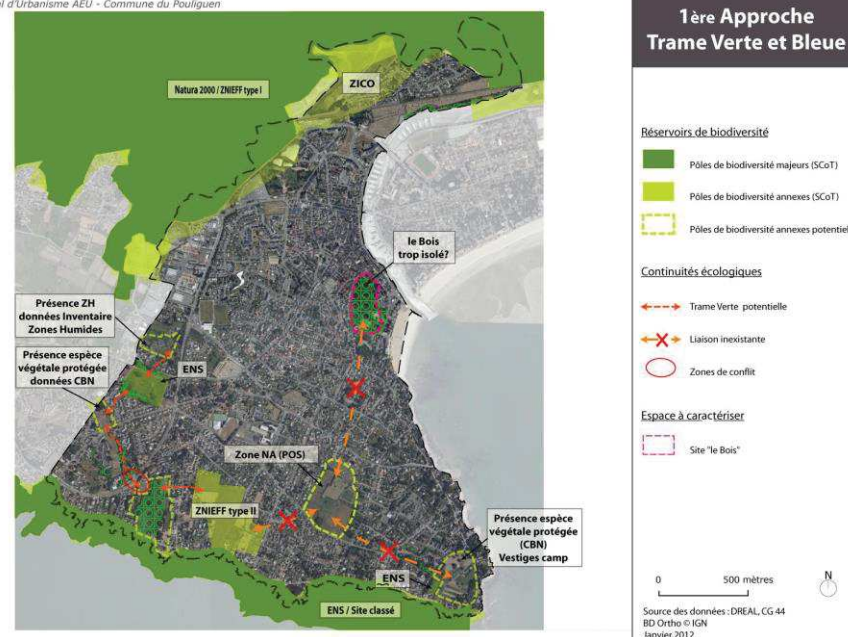 al d'Urbanisme AEU - Commune du Pouliguen
1ère Approche
Trame Verte et Bleue
Natura 2000 / ZNIEFF type I
ZICO
le Bois
trop isolé?
Présence ZH
données Inventaire
Zones Humides
Présence espèce
végétale protégée
données CBN
ENS
Zone NA (POS)
ZNIEFF type II
Présence espèce
végétale protégée
(CBN)
Vestiges camp
ENS
ENS / Site classé
Réservoirs de biodiversité
Pôles de biodiversité majeurs (SCoT)
Pôles de biodiversité annexes (SCoT)
Pôles de biodiversité annexes potentiel
Continuités écologiques
Trame Verte potentielle
Liaison inexistante
Zones de conflit
Espace à caractériser
Site "le Bois"
0 500 mètres
N
Source des données : DREAL, CG 44
BD Ortho © IGN
Janvier 2012